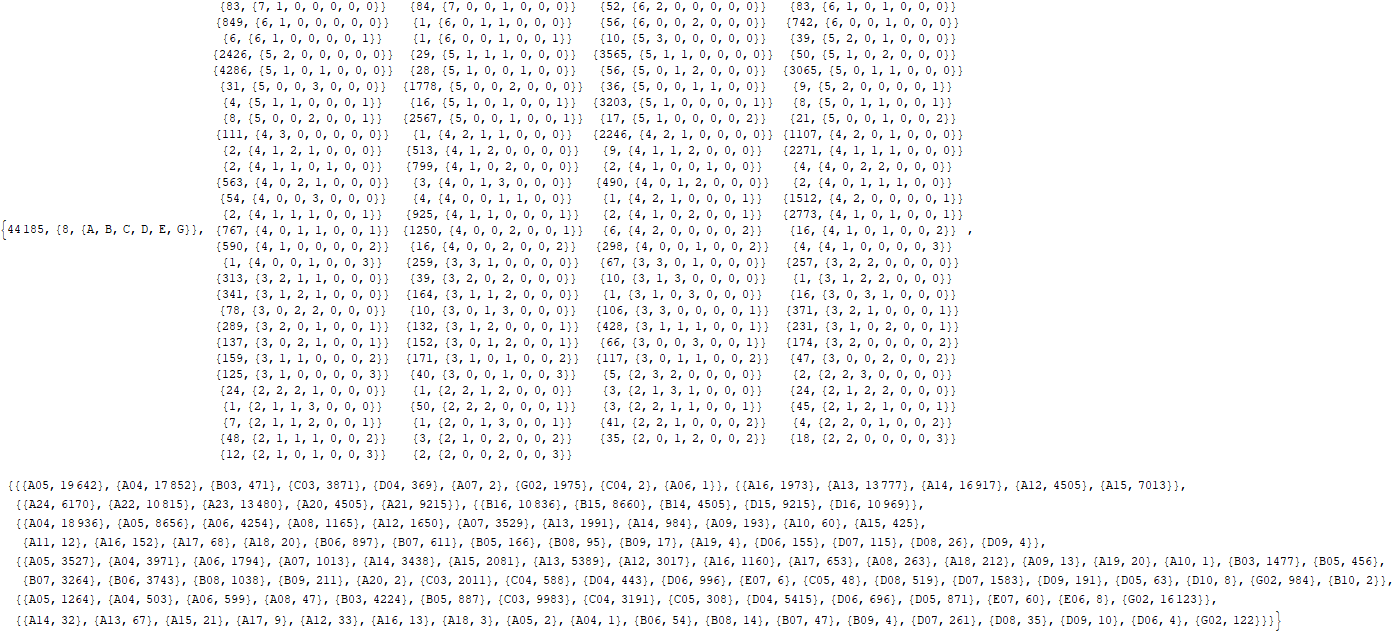 {83, {7, 1, 0, 0, 0, 0, 0}} {84, {7, 0, 0, 1, 0, 0, 0}} {52, {6, 2, 0, 0, 0, 0, 0}} {83, {6, 1, 0, 1, 0, 0, 0}}
{849, {6, 1, 0, 0, 0, 0, 1}} {1, {6, 0, 1, 1, 0, 0, 0}} {56, {6, 0, 0, 2, 0, 0, 0}} {742, {6, 0, 0, 1, 0, 0, 1}}
{6, {6, 1, 0, 0, 0, 0, 1}} {1, {6, 0, 0, 1, 0, 0, 1}} {10, {5, 3, 0, 0, 0, 0, 0}} {39, {5, 2, 0, 1, 0, 0, 0}}
{2426, {5, 2, 0, 0, 0, 0, 0}} {29, {5, 1, 1, 1, 0, 0, 0}} {3565, {5, 1, 1, 0, 0, 0, 0}} {50, {5, 1, 0, 2, 0, 0, 0}}
{4286, {5, 1, 0, 1, 0, 0, 0}} {28, {5, 1, 0, 0, 1, 0, 0}} {56, {5, 0, 1, 2, 0, 0, 0}} {3065, {5, 0, 1, 1, 0, 0, 0}}
{31, {5, 0, 0, 3, 0, 0, 0}} {1778, {5, 0, 0, 2, 0, 0, 0}} {36, {5, 0, 0, 1, 1, 0, 0}} {9, {5, 2, 0, 0, 0, 0, 1}}
{4, {5, 1, 1, 0, 0, 0, 1}} {16, {5, 1, 0, 1, 0, 0, 1}} {3203, {5, 1, 0, 0, 0, 0, 1}} {8, {5, 0, 1, 1, 0, 0, 1}}
{8, {5, 0, 0, 2, 0, 0, 1}} {2567, {5, 0, 0, 1, 0, 0, 1}} {17, {5, 1, 0, 0, 0, 0, 2}} {21, {5, 0, 0, 1, 0, 0, 2}}
{111, {4, 3, 0, 0, 0, 0, 0}} {1, {4, 2, 1, 1, 0, 0, 0}} {2246, {4, 2, 1, 0, 0, 0, 0}} {1107, {4, 2, 0, 1, 0, 0, 0}}
{2, {4, 1, 2, 1, 0, 0, 0}} {513, {4, 1, 2, 0, 0, 0, 0}} {9, {4, 1, 1, 2, 0, 0, 0}} {2271, {4, 1, 1, 1, 0, 0, 0}}
{2, {4, 1, 1, 0, 1, 0, 0}} {799, {4, 1, 0, 2, 0, 0, 0}} {2, {4, 1, 0, 0, 1, 0, 0}} {4, {4, 0, 2, 2, 0, 0, 0}}
{563, {4, 0, 2, 1, 0, 0, 0}} {3, {4, 0, 1, 3, 0, 0, 0}} {490, {4, 0, 1, 2, 0, 0, 0}} {2, {4, 0, 1, 1, 1, 0, 0}}
{54, {4, 0, 0, 3, 0, 0, 0}} {4, {4, 0, 0, 1, 1, 0, 0}} {1, {4, 2, 1, 0, 0, 0, 1}} {1512, {4, 2, 0, 0, 0, 0, 1}}
{2, {4, 1, 1, 1, 0, 0, 1}} {925, {4, 1, 1, 0, 0, 0, 1}} {2, {4, 1, 0, 2, 0, 0, 1}} {2773, {4, 1, 0, 1, 0, 0, 1}}
{44185, {8, {A, B, C, D, E, G}}, {767, {4, 0, 1, 1, 0, 0, 1}} {1250, {4, 0, 0, 2, 0, 0, 1}} {6, {4, 2, 0, 0, 0, 0, 2}} {16, {4, 1, 0, 1, 0, 0, 2}} ,
{590, {4, 1, 0, 0, 0, 0, 2}} {16, {4, 0, 0, 2, 0, 0, 2}} {298, {4, 0, 0, 1, 0, 0, 2}} {4, {4, 1, 0, 0, 0, 0, 3}}
{1, {4, 0, 0, 1, 0, 0, 3}} {259, {3, 3, 1, 0, 0, 0, 0}} {67, {3, 3, 0, 1, 0, 0, 0}} {257, {3, 2, 2, 0, 0, 0, 0}}
{313, {3, 2, 1, 1, 0, 0, 0}} {39, {3, 2, 0, 2, 0, 0, 0}} {10, {3, 1, 3, 0, 0, 0, 0}} {1, {3, 1, 2, 2, 0, 0, 0}}
{341, {3, 1, 2, 1, 0, 0, 0}} {164, {3, 1, 1, 2, 0, 0, 0}} {1, {3, 1, 0, 3, 0, 0, 0}} {16, {3, 0, 3, 1, 0, 0, 0}}
{78, {3, 0, 2, 2, 0, 0, 0}} {10, {3, 0, 1, 3, 0, 0, 0}} {106, {3, 3, 0, 0, 0, 0, 1}} {371, {3, 2, 1, 0, 0, 0, 1}}
{289, {3, 2, 0, 1, 0, 0, 1}} {132, {3, 1, 2, 0, 0, 0, 1}} {428, {3, 1, 1, 1, 0, 0, 1}} {231, {3, 1, 0, 2, 0, 0, 1}}
{137, {3, 0, 2, 1, 0, 0, 1}} {152, {3, 0, 1, 2, 0, 0, 1}} {66, {3, 0, 0, 3, 0, 0, 1}} {174, {3, 2, 0, 0, 0, 0, 2}}
{159, {3, 1, 1, 0, 0, 0, 2}} {171, {3, 1, 0, 1, 0, 0, 2}} {117, {3, 0, 1, 1, 0, 0, 2}} {47, {3, 0, 0, 2, 0, 0, 2}}
{125, {3, 1, 0, 0, 0, 0, 3}} {40, {3, 0, 0, 1, 0, 0, 3}} {5, {2, 3, 2, 0, 0, 0, 0}} {2, {2, 2, 3, 0, 0, 0, 0}}
{24, {2, 2, 2, 1, 0, 0, 0}} {1, {2, 2, 1, 2, 0, 0, 0}} {3, {2, 1, 3, 1, 0, 0, 0}} {24, {2, 1, 2, 2, 0, 0, 0}}
{1, {2, 1, 1, 3, 0, 0, 0}} {50, {2, 2, 2, 0, 0, 0, 1}} {3, {2, 2, 1, 1, 0, 0, 1}} {45, {2, 1, 2, 1, 0, 0, 1}}
{7, {2, 1, 1, 2, 0, 0, 1}} {1, {2, 0, 1, 3, 0, 0, 1}} {41, {2, 2, 1, 0, 0, 0, 2}} {4, {2, 2, 0, 1, 0, 0, 2}}
{48, {2, 1, 1, 1, 0, 0, 2}} {3, {2, 1, 0, 2, 0, 0, 2}} {35, {2, 0, 1, 2, 0, 0, 2}} {18, {2, 2, 0, 0, 0, 0, 3}}
{12, {2, 1, 0, 1, 0, 0, 3}} {2, {2, 0, 0, 2, 0, 0, 3}}
{{{A05, 19642}, {A04, 17852}, {B03, 471}, {C03, 3871}, {D04, 369}, {A07, 2}, {G02, 1975}, {C04, 2}, {A06, 1}}, {{A16, 1973}, {A13, 13777}, {A14, 16917}, {A12, 4505}, {A15, 7013}},
{{A24, 6170}, {A22, 10815}, {A23, 13480}, {A20, 4505}, {A21, 9215}}, {{B16, 10836}, {B15, 8660}, {B14, 4505}, {D15, 9215}, {D16, 10969}},
{{A04, 18936}, {A05, 8656}, {A06, 4254}, {A08, 1165}, {A12, 1650}, {A07, 3529}, {A13, 1991}, {A14, 984}, {A09, 193}, {A10, 60}, {A15, 425},
{A11, 12}, {A16, 152}, {A17, 68}, {A18, 20}, {B06, 897}, {B07, 611}, {B05, 166}, {B08, 95}, {B09, 17}, {A19, 4}, {D06, 155}, {D07, 115}, {D08, 26}, {D09, 4}},
{{A05, 3527}, {A04, 3971}, {A06, 1794}, {A07, 1013}, {A14, 3438}, {A15, 2081}, {A13, 5389}, {A12, 3017}, {A16, 1160}, {A17, 653}, {A08, 263}, {A18, 212}, {A09, 13}, {A19, 20}, {A10, 1}, {B03, 1477}, {B05, 456},
{B07, 3264}, {B06, 3743}, {B08, 1038}, {B09, 211}, {A20, 2}, {C03, 2011}, {C04, 588}, {D04, 443}, {D06, 996}, {E07, 6}, {C05, 48}, {D08, 519}, {D07, 1583}, {D09, 191}, {D05, 63}, {D10, 8}, {G02, 984}, {B10, 2}},
{{A05, 1264}, {A04, 503}, {A06, 599}, {A08, 47}, {B03, 4224}, {B05, 887}, {C03, 9983}, {C04, 3191}, {C05, 308}, {D04, 5415}, {D06, 696}, {D05, 871}, {E07, 60}, {E06, 8}, {G02, 16123}},
{{A14, 32}, {A13, 67}, {A15, 21}, {A17, 9}, {A12, 33}, {A16, 13}, {A18, 3}, {A05, 2}, {A04, 1}, {B06, 54}, {B08, 14}, {B07, 47}, {B09, 4}, {D07, 261}, {D08, 35}, {D09, 10}, {D06, 4}, {G02, 122}}}}